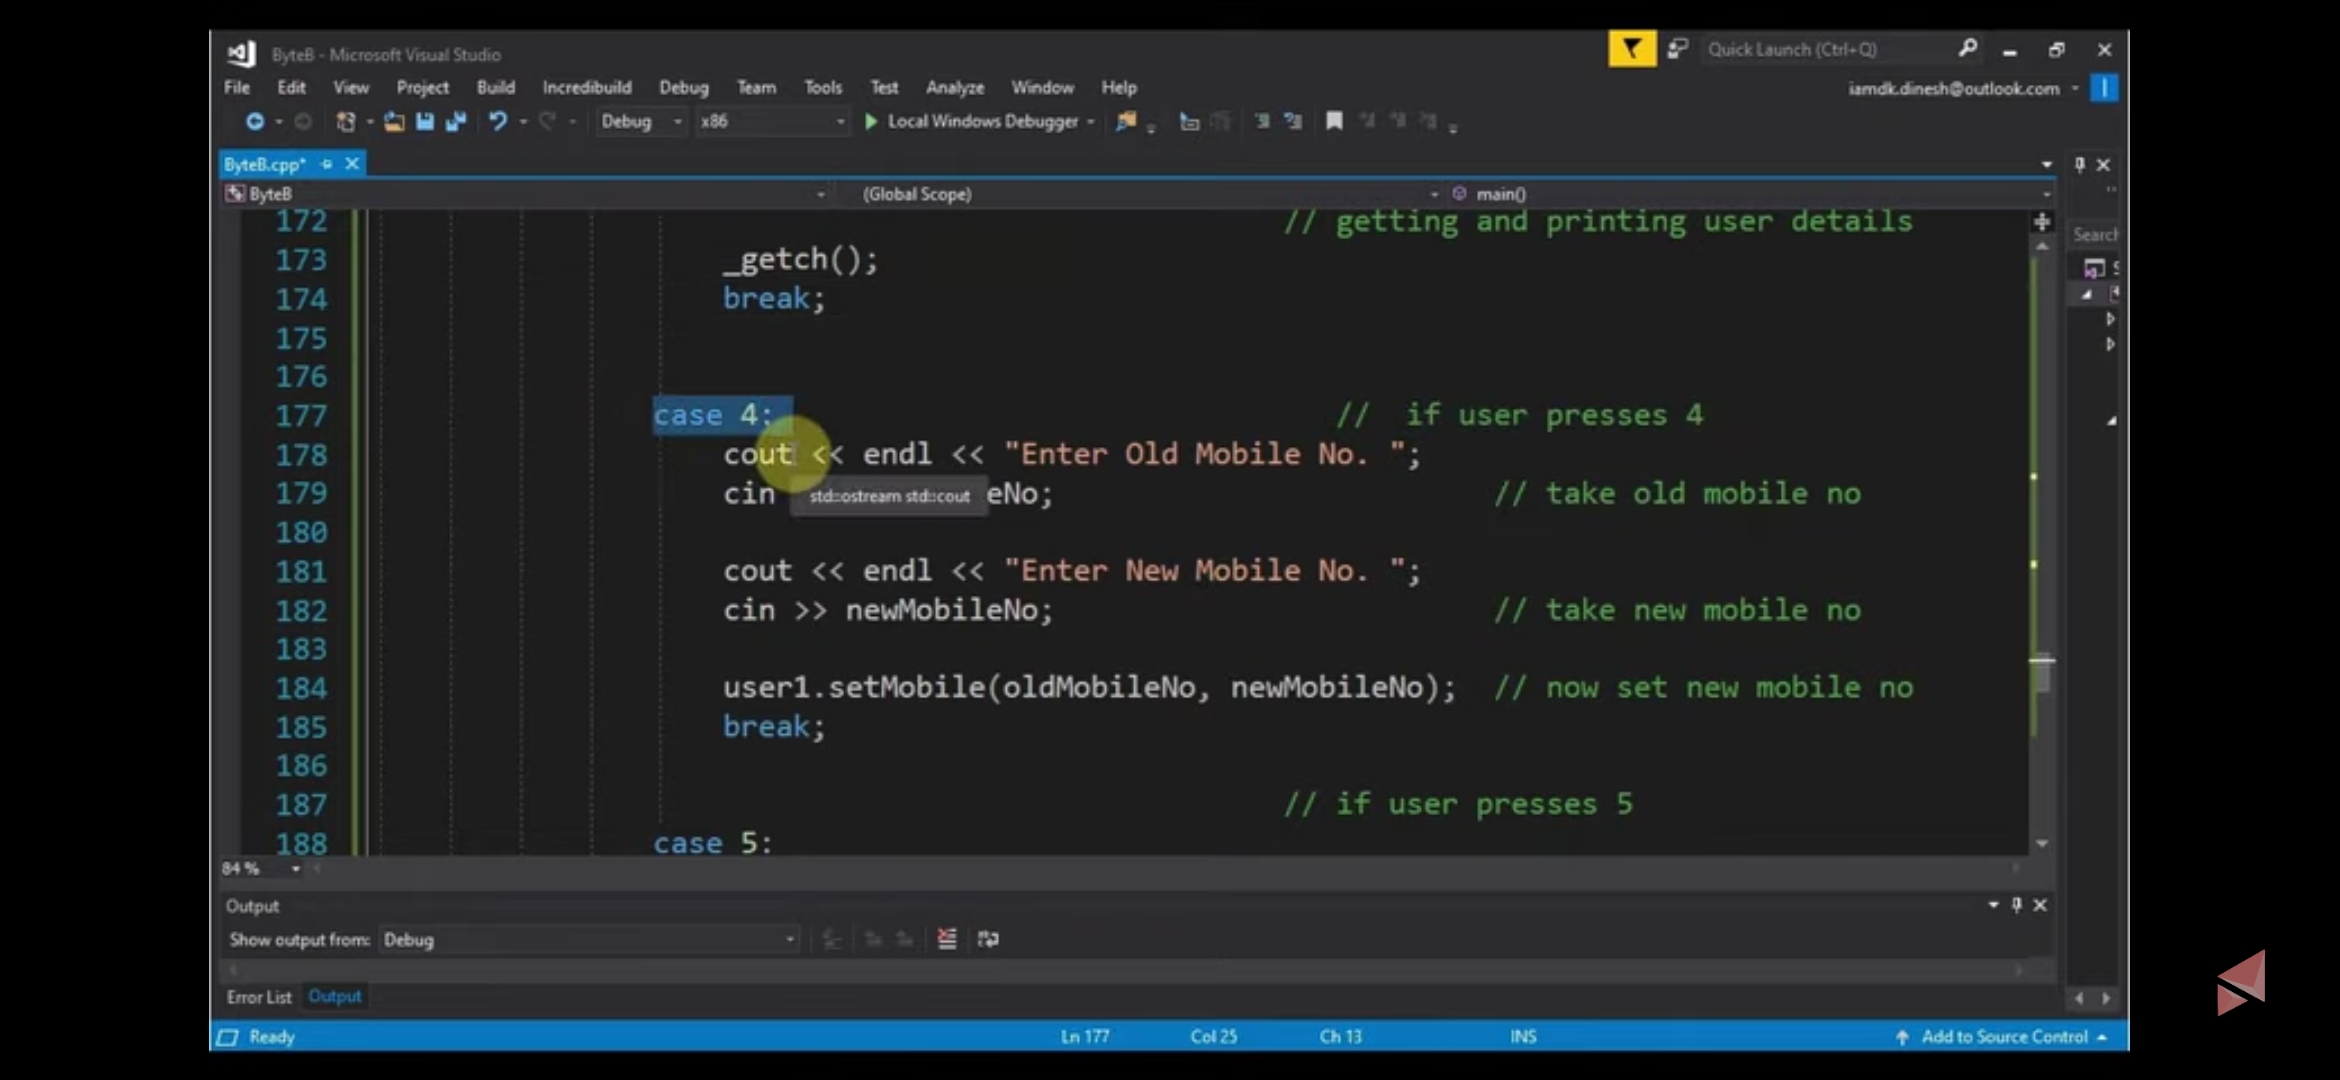 ByteB - Microsoft Visual Studio
Quick Launch (Ctrl+Q)
File Edit View Project Build Incredibuild Debug Team Tools Test Analyze Window Help
iamdk.dinesh@outlook.com
Debug x86 Local Windows Debugger
ByteB.cpp*
ByteB (Global Scope) main()
Search
172 // getting and printing user details
173 _getch();
174 break;
175
176
177 case 4: // if user presses 4
178 cout << endl << "Enter Old Mobile No. ";
179 cin eNo; // take old mobile no
std::ostream std::cout
180
181 cout << endl << "Enter New Mobile No. ";
182 cin >> newMobileNo; // take new mobile no
183
184 user1.setMobile(oldMobileNo, newMobileNo); // now set new mobile no
185 break;
186
187 // if user presses 5
188 case 5:
84 %
Output
Show output from: Debug
Error List Output
Ready Ln 177 Col 25 Ch 13 INS Add to Source Control